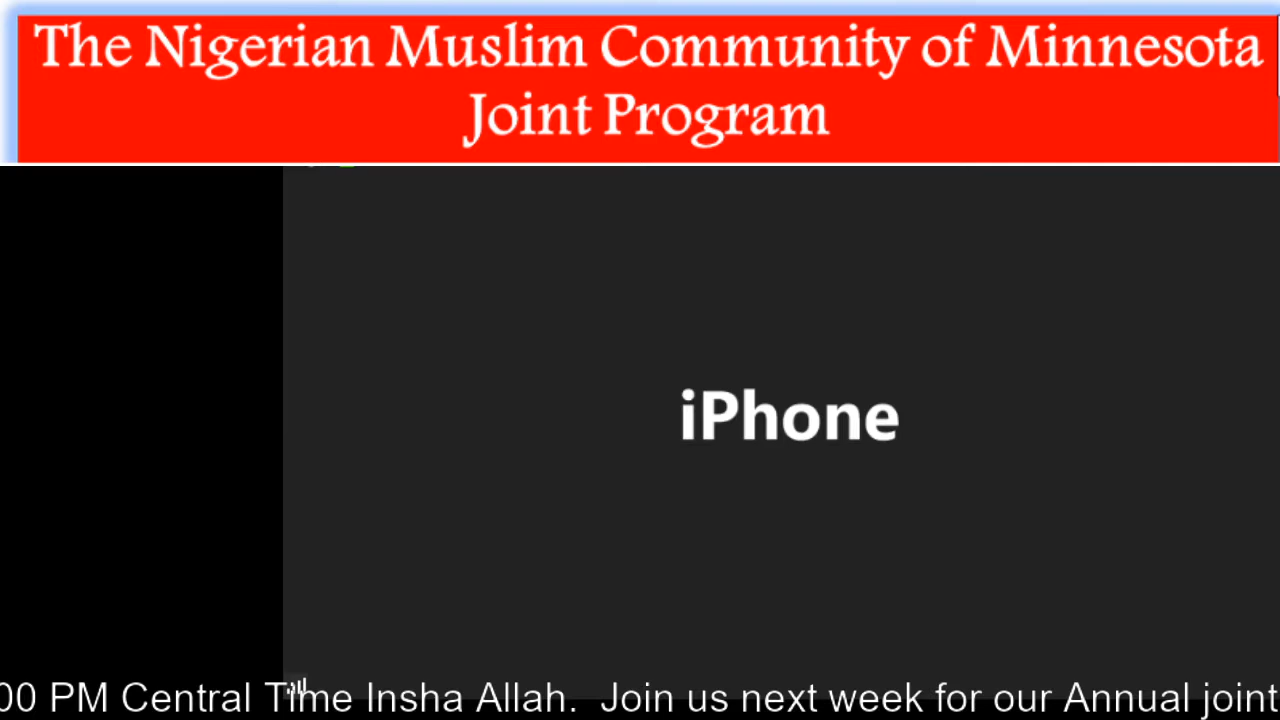 The Nigerian Muslim Community of Minnesota
Joint Program
iPhone
00 PM Central Time Insha Allah.  Join us next week for our Annual joint